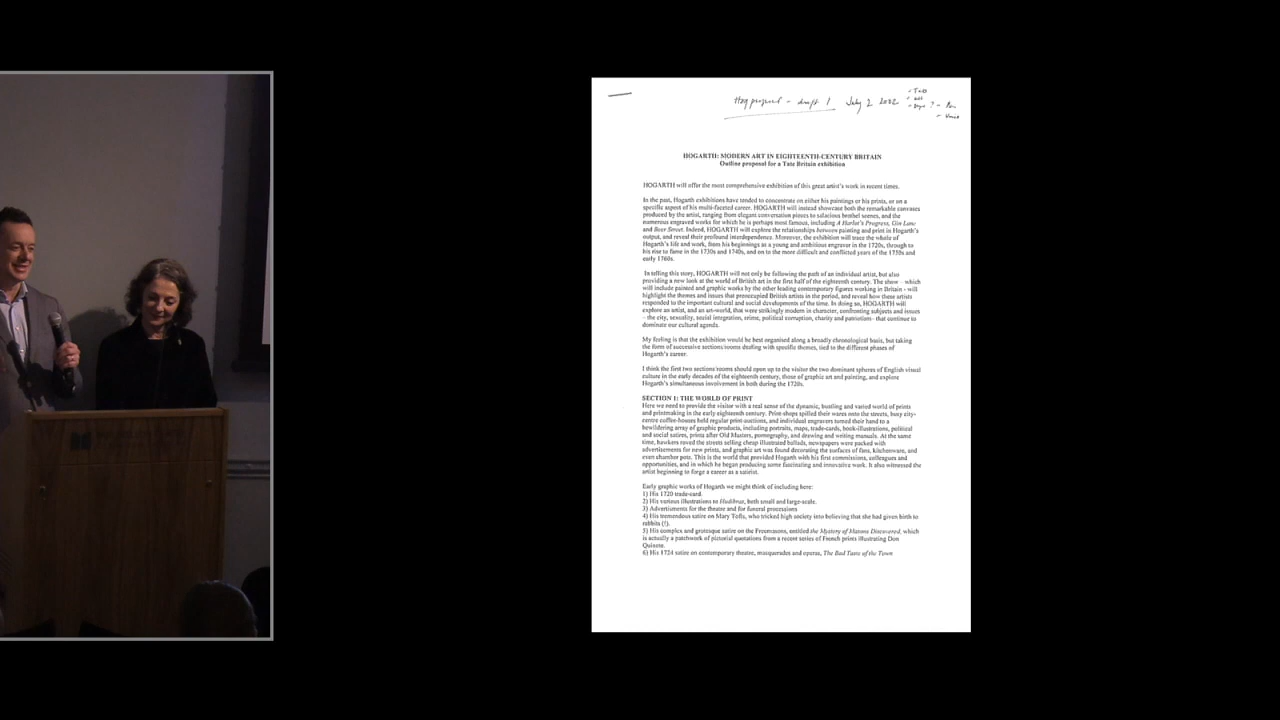 Hog proposal - draft 1 July 2 2002
HOGARTH: MODERN ART IN EIGHTEENTH-CENTURY BRITAIN
Outline proposal for a Tate Britain exhibition
HOGARTH will offer the most comprehensive exhibition of this great artist's work in recent times.
In the past, Hogarth exhibitions have tended to concentrate on either his paintings or his prints, or on a
specific aspect of his multi-faceted career. HOGARTH will instead showcase both the remarkable canvases
produced by the artist, ranging from elegant conversation pieces to salacious brothel scenes, and the
numerous engraved works for which he is perhaps most famous, including A Harlot's Progress, Gin Lane
and Beer Street. Indeed, HOGARTH will explore the relationships between painting and print in Hogarth's
output, and reveal their profound interdependence. Moreover, the exhibition will trace the whole of
Hogarth's life and work, from his beginnings as a young and ambitious engraver in the 1720s, through to
his rise to fame in the 1730s and 1740s, and on to the more difficult and conflicted years of the 1750s and
early 1760s.
In telling this story, HOGARTH will not only be following the path of an individual artist, but also
providing a new look at the world of British art in the first half of the eighteenth century. The show - which
will include painted and graphic works by the other leading contemporary figures working in Britain - will
highlight the themes and issues that preoccupied British artists in the period, and reveal how these artists
responded to the important cultural and social developments of the time. In doing so, HOGARTH will
explore an artist, and an art-world, that were strikingly modern in character, confronting subjects and issues
- the city, sexuality, social integration, crime, political corruption, charity and patriotism - that continue to
dominate our cultural agenda.
My feeling is that the exhibition would be best organised along a broadly chronological basis, but taking
the form of successive sections/rooms dealing with specific themes, tied to the different phases of
Hogarth's career.
I think the first two sections/rooms should open up to the visitor the two dominant spheres of English visual
culture in the early decades of the eighteenth century, those of graphic art and painting, and explore
Hogarth's simultaneous involvement in both during the 1720s.
SECTION 1: THE WORLD OF PRINT
Here we need to provide the visitor with a real sense of the dynamic, bustling and varied world of prints
and printmaking in the early eighteenth century. Print-shops spilled their wares onto the streets, busy city-
centre coffee-houses held regular print-auctions, and individual engravers turned their hand to a
bewildering array of graphic products, including portraits, maps, trade-cards, book-illustrations, political
and social satires, prints after Old Masters, pornography, and drawing and writing manuals. At the same
time, hawkers roved the streets selling cheap illustrated ballads, newspapers were packed with
advertisements for new prints, and graphic art was found decorating the surfaces of fans, kitchenware, and
even chamber pots. This is the world that provided Hogarth with his first commissions, colleagues and
opportunities, and in which he began producing some fascinating and innovative work. It also witnessed the
artist beginning to forge a career as a satirist.
Early graphic works of Hogarth we might think of including here:
1) His 1720 trade-card.
2) His various illustrations to Hudibras, both small and large-scale.
3) Advertisments for the theatre and for funeral processions
4) His tremendous satire on Mary Tofts, who tricked high society into believing that she had given birth to
rabbits (!).
5) His complex and grotesque satire on the Freemasons, entitled the Mystery of Masons Discovered, which
is actually a patchwork of pictorial quotations from a recent series of French prints illustrating Don
Quixote.
6) His 1724 satire on contemporary theatre, masquerades and operas, The Bad Taste of the Town